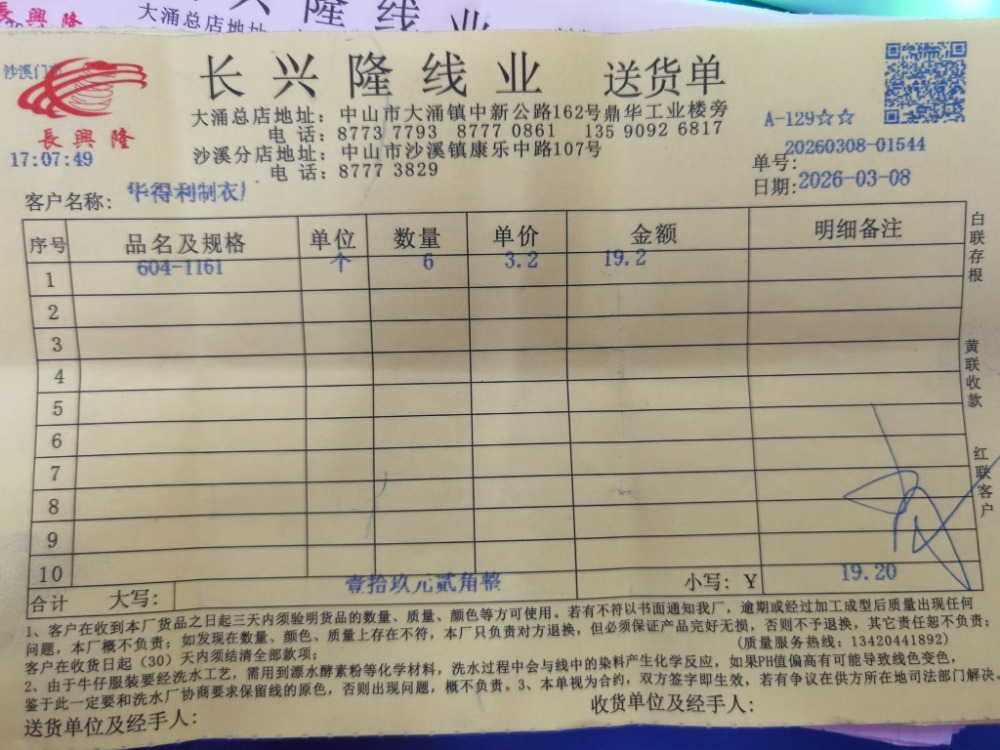 長興隆
大涌总店地址
沙溪门
長興隆
17:07:49
长兴隆线业 送货单
大涌总店地址: 中山市大涌镇中新公路162号鼎华工业楼旁
电 话: 8773 7793 8777 0861 135 9092 6817
沙溪分店地址: 中山市沙溪镇康乐中路107号
电 话: 8777 3829
A-129☆☆
单号: 20260308-01544
日期: 2026-03-08
客户名称: 华得利制衣厂
序号 品名及规格 单位 数量 单价 金额 明细备注
1 604-1161 个 6 3.2 19.2
2
3
4
5
6
7
8
9
10
合计 大写: 壹拾玖元贰角整 小写: ¥ 19.20
白联存根
黄联收款
红联客户
1、客户在收到本厂货品之日起三天内须验明货品的数量、质量、颜色等方可使用。若有不符以书面通知我厂，逾期或经过加工成型后质量出现任何
问题，本厂概不负责；如发现在数量、颜色、质量上存在不符，本厂只负责对方退换，但必须保证产品完好无损，否则不予退换，其它责任恕不负责；
客户在收货日起（30）天内须结清全部款项； (质量服务热线: 13420441892)
2、由于牛仔服装要经洗水工艺，需用到漂水酵素粉等化学材料，洗水过程中会与线中的染料产生化学反应，如果PH值偏高有可能导致线色变色，
鉴于此一定要和洗水厂协商要求保留线的原色，否则出现问题，概不负责。3、本单视为合约，双方签字即生效，若有争议在供方所在地司法部门解决。
送货单位及经手人: 收货单位及经手人: